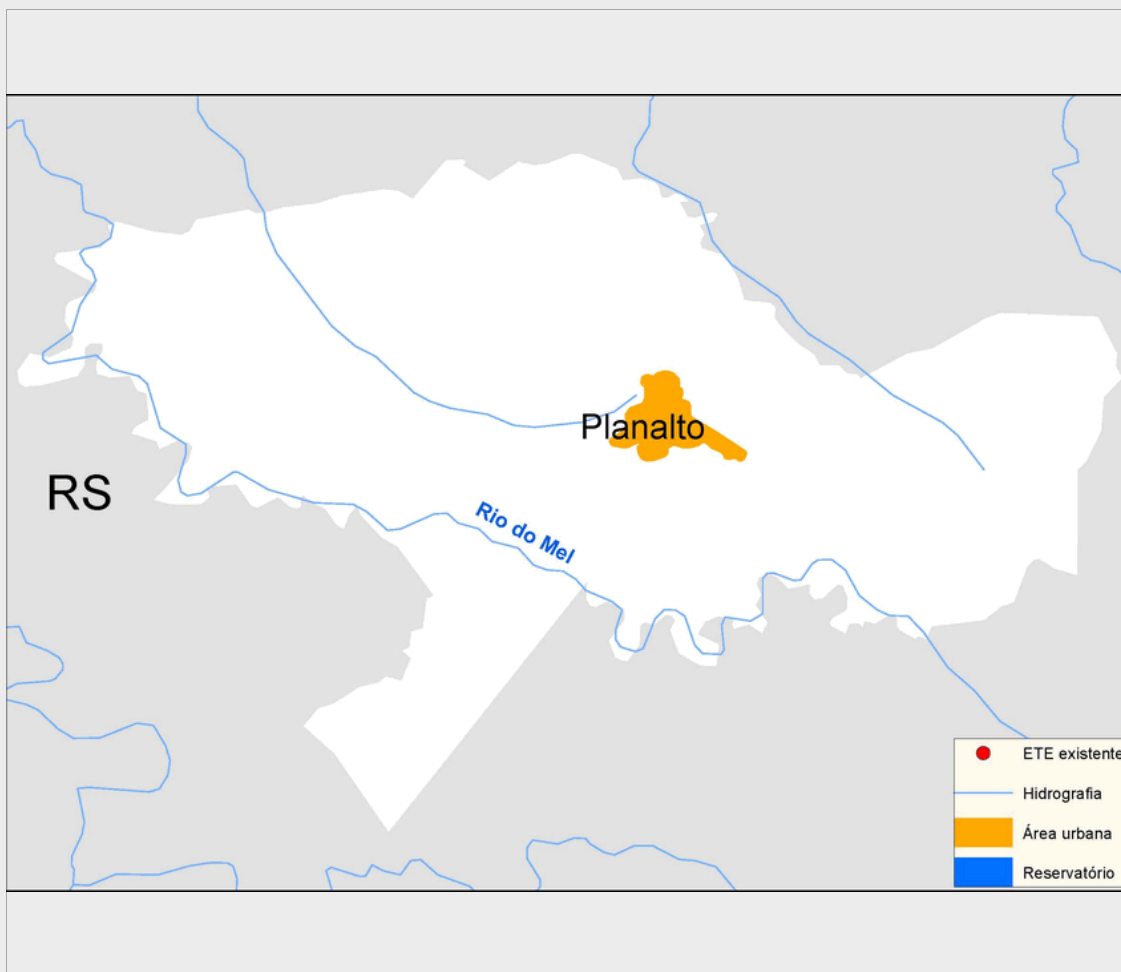 Planalto
RS
Rio do Mel
ETE existente
Hidrografia
Área urbana
Reservatório